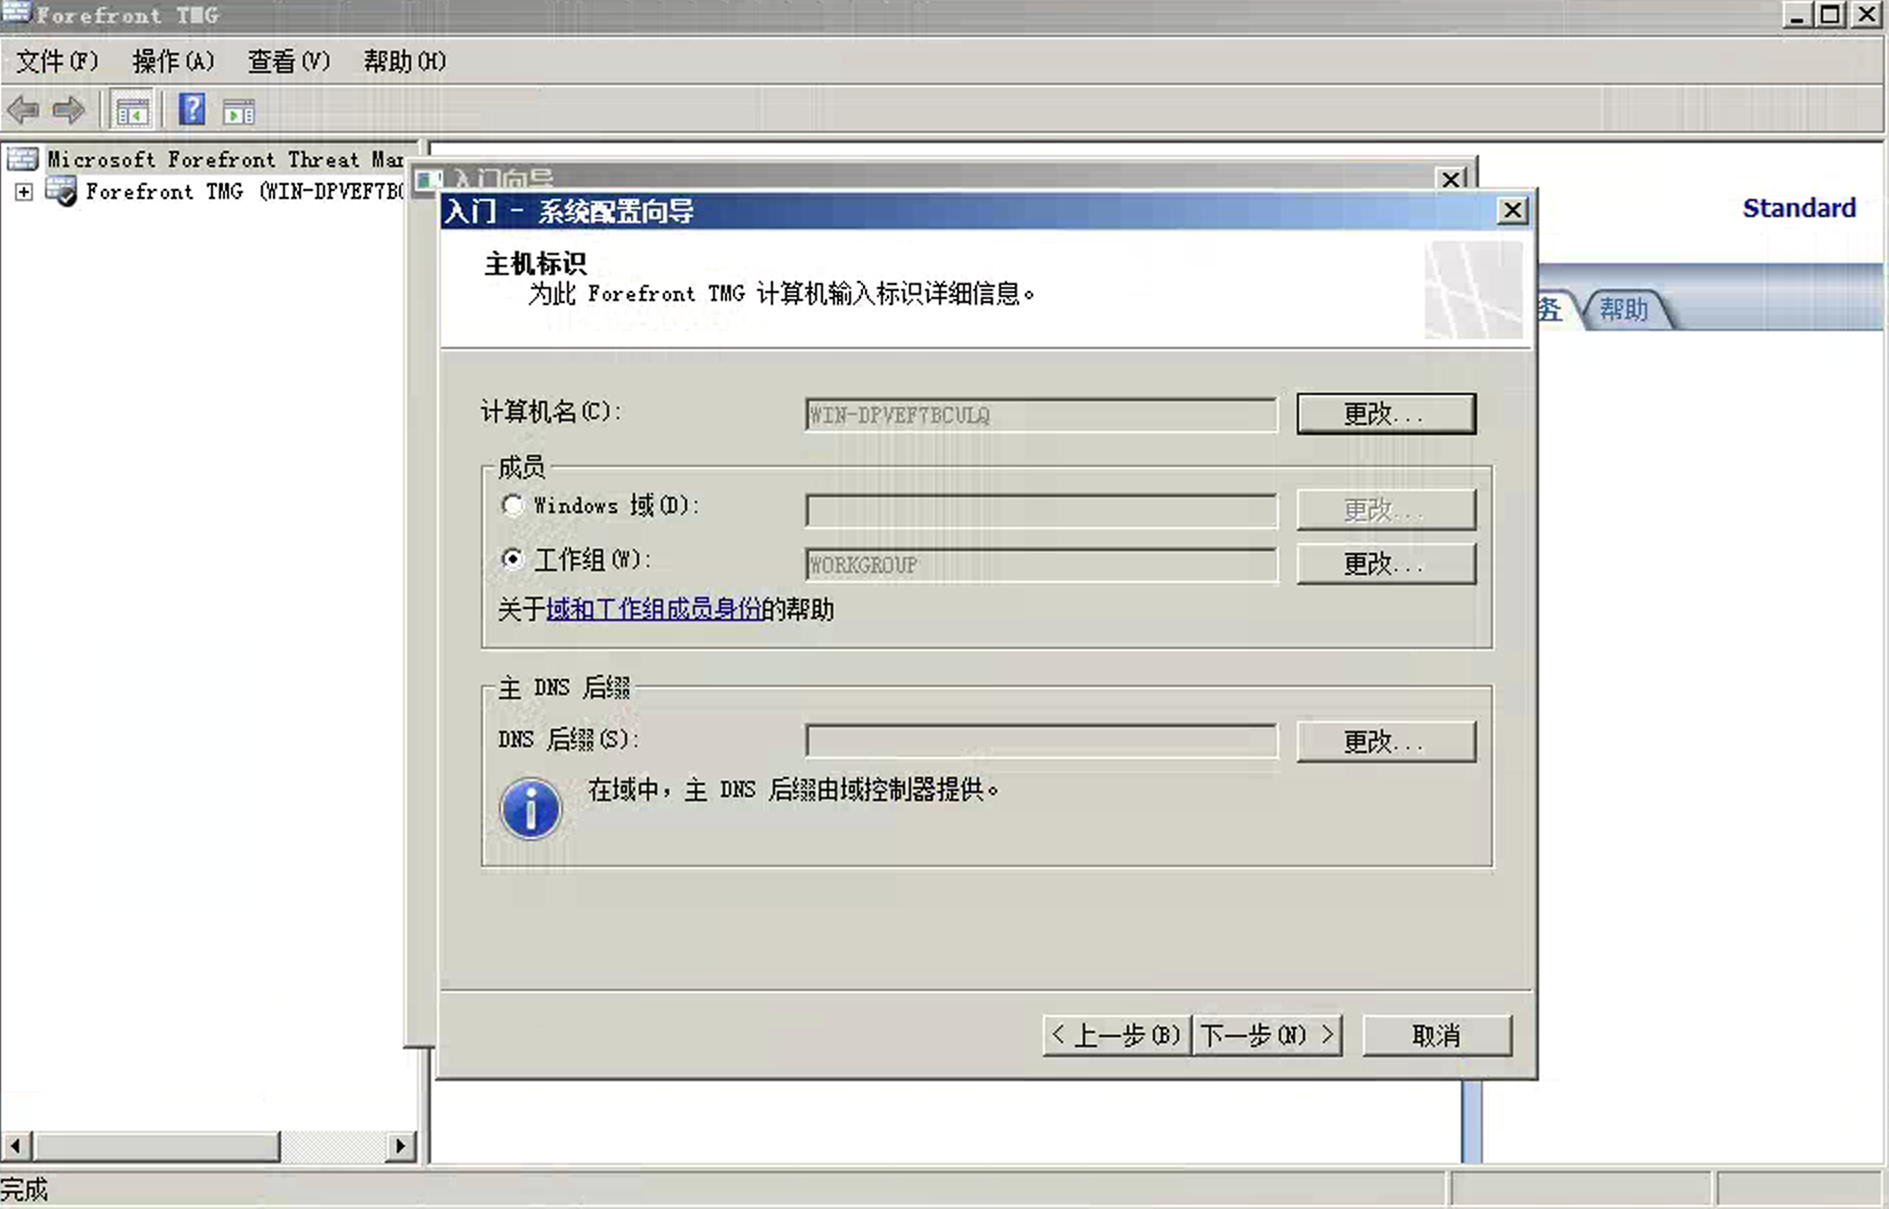 Forefront TMG
文件(F) 操作(A) 查看(V) 帮助(H)
Microsoft Forefront Threat Man
Forefront TMG (WIN-DPVEF7BC
入门向导
入门 - 系统配置向导
Standard
主机标识
为此 Forefront TMG 计算机输入标识详细信息。
务 帮助
计算机名(C): WIN-DPVEF7BCULQ 更改...
成员
Windows 域(D): 更改...
工作组(W): WORKGROUP 更改...
关于域和工作组成员身份的帮助
主 DNS 后缀
DNS 后缀(S): 更改...
在域中，主 DNS 后缀由域控制器提供。
< 上一步(B) 下一步(N) > 取消
完成